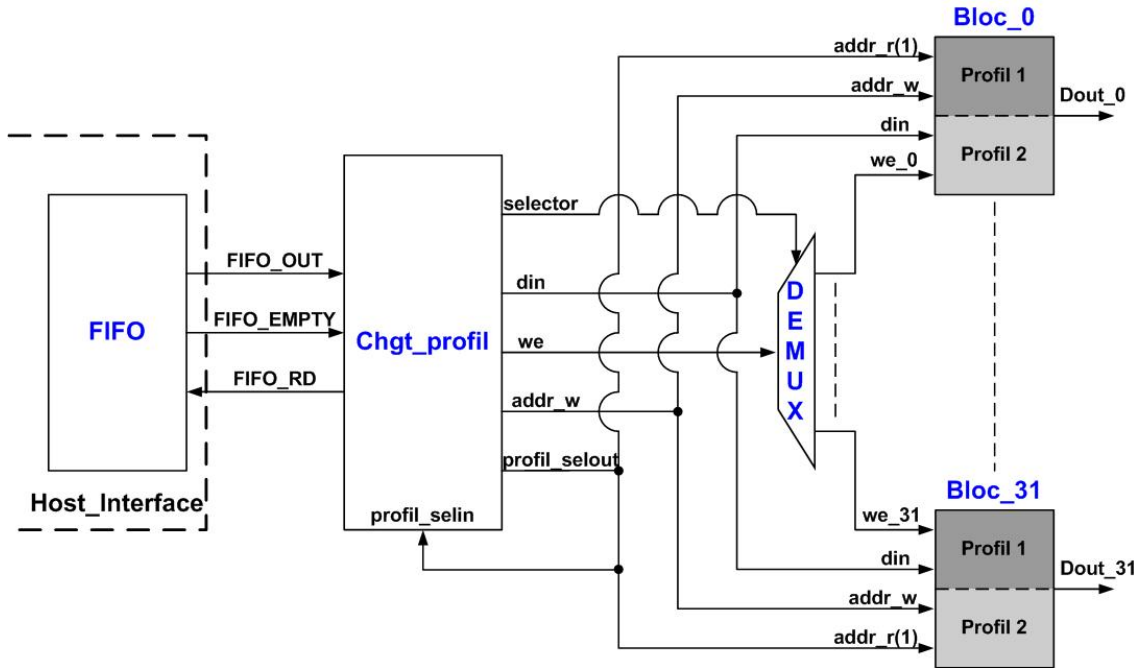 Bloc_0
addr_r(1)
Profil 1
addr_w
Dout_0
din
Profil 2
we_0
selector
FIFO_OUT
din
DEMUX
FIFO
FIFO_EMPTY
Chgt_profil
we
FIFO_RD
addr_w
profil_selout
Host_Interface
profil_selin
Bloc_31
we_31
Profil 1
din
Dout_31
addr_w
Profil 2
addr_r(1)